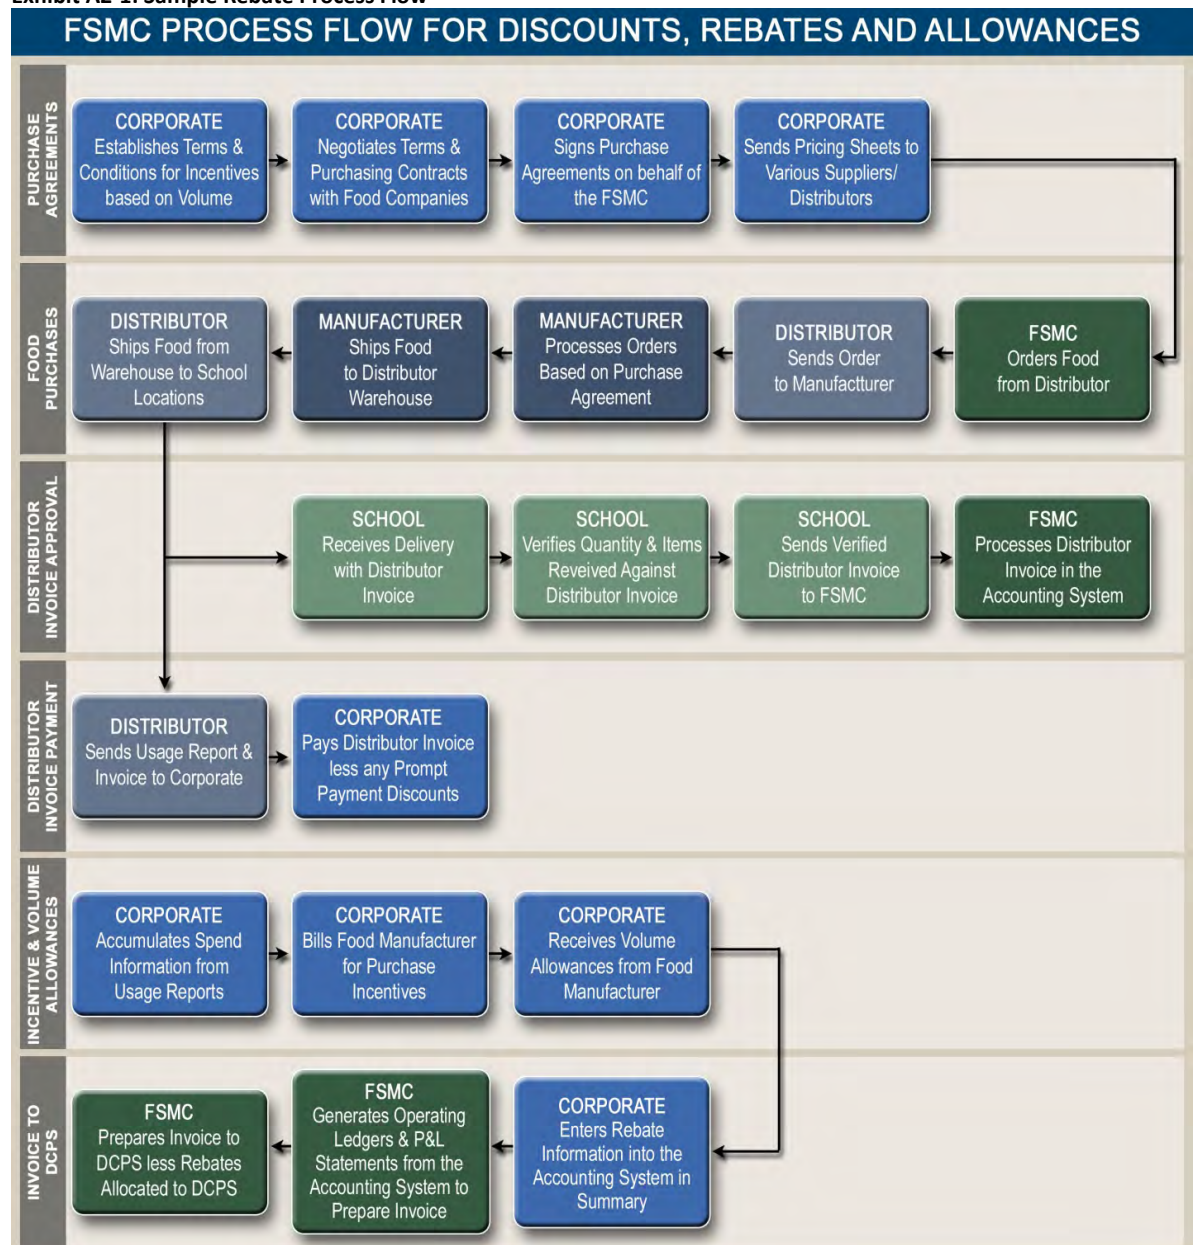 Exhibit A2-1: Sample Rebate Process Flow
FSMC PROCESS FLOW FOR DISCOUNTS, REBATES AND ALLOWANCES
PURCHASE
AGREEMENTS
CORPORATE
Establishes Terms &
Conditions for Incentives
based on Volume
CORPORATE
Negotiates Terms &
Purchasing Contracts
with Food Companies
CORPORATE
Signs Purchase
Agreements on behalf of
the FSMC
CORPORATE
Sends Pricing Sheets to
Various Suppliers/
Distributors
FOOD
PURCHASES
DISTRIBUTOR
Ships Food from
Warehouse to School
Locations
MANUFACTURER
Ships Food
to Distributor
Warehouse
MANUFACTURER
Processes Orders
Based on Purchase
Agreement
DISTRIBUTOR
Sends Order
to Manufactturer
FSMC
Orders Food
from Distributor
DISTRIBUTOR
INVOICE APPROVAL
SCHOOL
Receives Delivery
with Distributor
Invoice
SCHOOL
Verifies Quantity & Items
Reveived Against
Distributor Invoice
SCHOOL
Sends Verified
Distributor Invoice
to FSMC
FSMC
Processes Distributor
Invoice in the
Accounting System
DISTRIBUTOR
INVOICE PAYMENT
DISTRIBUTOR
Sends Usage Report &
Invoice to Corporate
CORPORATE
Pays Distributor Invoice
less any Prompt
Payment Discounts
INCENTIVE & VOLUME
ALLOWANCES
CORPORATE
Accumulates Spend
Information from
Usage Reports
CORPORATE
Bills Food Manufacturer
for Purchase
Incentives
CORPORATE
Receives Volume
Allowances from Food
Manufacturer
INVOICE TO
DCPS
FSMC
Prepares Invoice to
DCPS less Rebates
Allocated to DCPS
FSMC
Generates Operating
Ledgers & P&L
Statements from the
Accounting System to
Prepare Invoice
CORPORATE
Enters Rebate
Information into the
Accounting System in
Summary